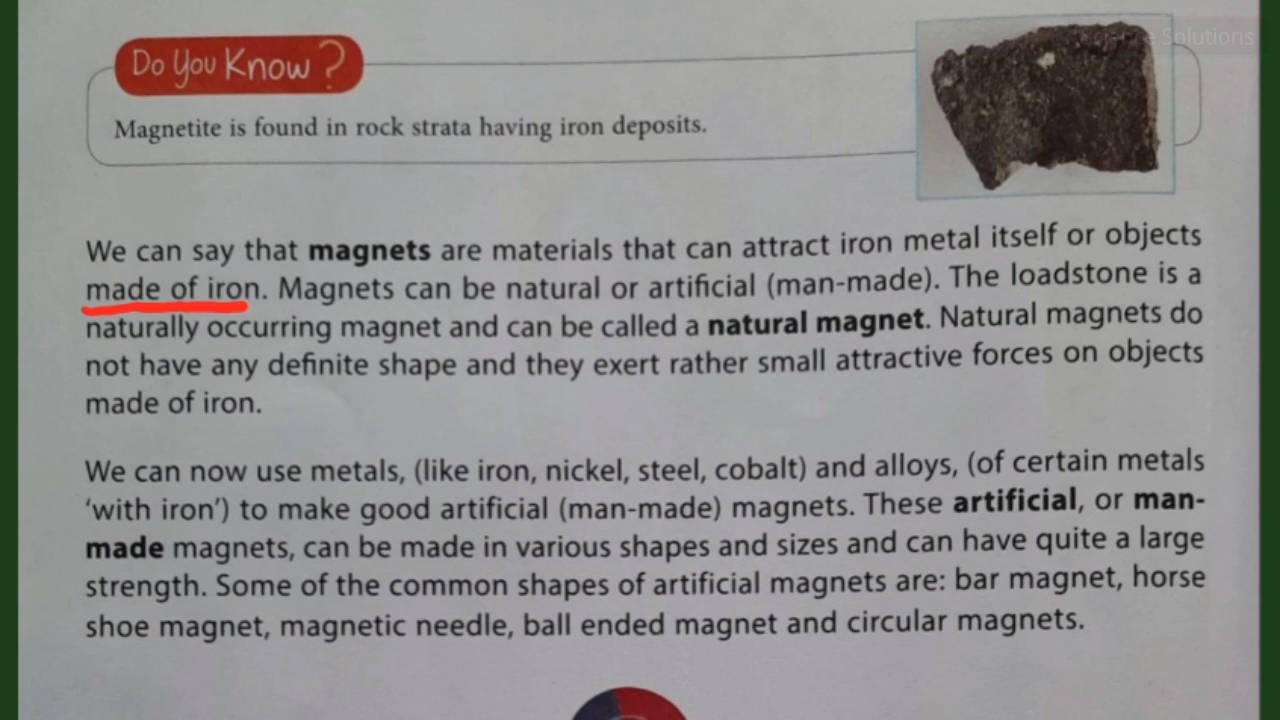 Do You Know ?
Solutions
Magnetite is found in rock strata having iron deposits.
We can say that magnets are materials that can attract iron metal itself or objects
made of iron. Magnets can be natural or artificial (man-made). The loadstone is a
naturally occurring magnet and can be called a natural magnet. Natural magnets do
not have any definite shape and they exert rather small attractive forces on objects
made of iron.
We can now use metals, (like iron, nickel, steel, cobalt) and alloys, (of certain metals
‘with iron’) to make good artificial (man-made) magnets. These artificial, or man-
made magnets, can be made in various shapes and sizes and can have quite a large
strength. Some of the common shapes of artificial magnets are: bar magnet, horse
shoe magnet, magnetic needle, ball ended magnet and circular magnets.